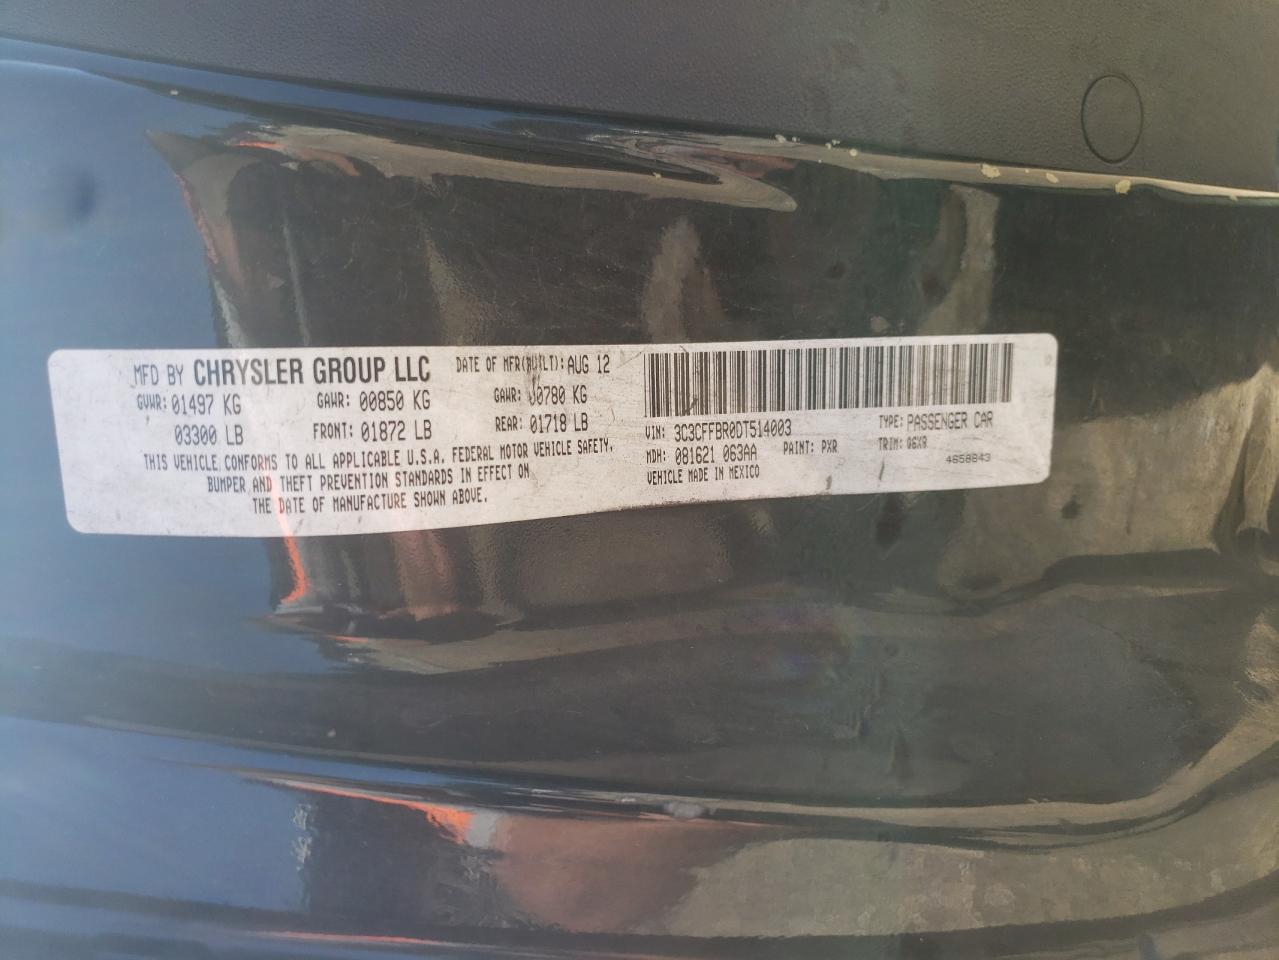 MFD BY CHRYSLER GROUP LLC DATE OF MFR(BUILT): AUG 12
GVWR: 01497 KG GAWR: 00850 KG GAWR: 00780 KG
03300 LB FRONT: 01872 LB REAR: 01718 LB
THIS VEHICLE CONFORMS TO ALL APPLICABLE U.S.A. FEDERAL MOTOR VEHICLE SAFETY,
BUMPER AND THEFT PREVENTION STANDARDS IN EFFECT ON
THE DATE OF MANUFACTURE SHOWN ABOVE.
VIN: 3C3CFFBR0DT514003 TYPE: PASSENGER CAR
MDH: 081621 063AA PAINT: PXR TRIM: Q6X9
VEHICLE MADE IN MEXICO 4658843